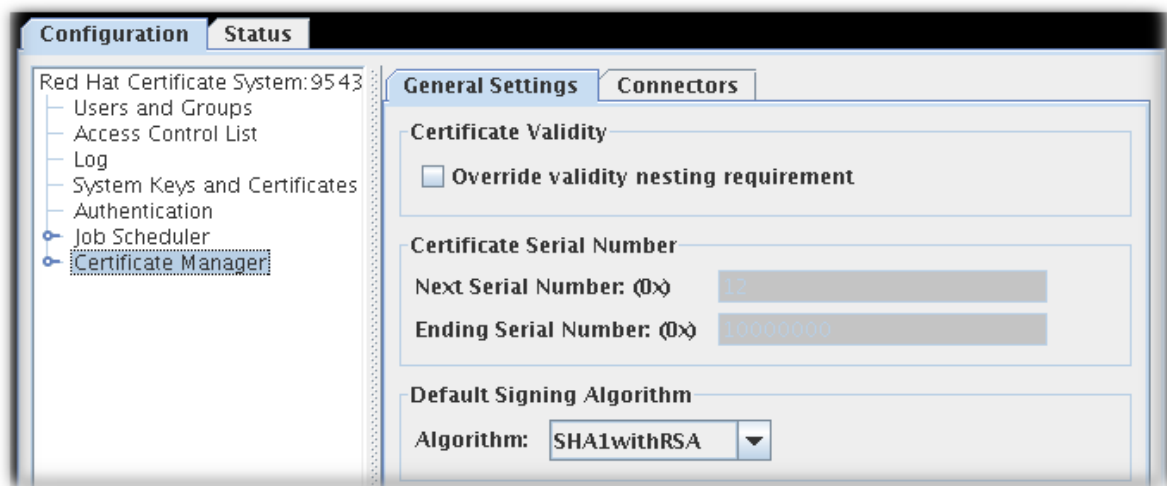 Configuration
Status
Red Hat Certificate System:9543
Users and Groups
Access Control List
Log
System Keys and Certificates
Authentication
Job Scheduler
Certificate Manager
General Settings
Connectors
Certificate Validity
Override validity nesting requirement
Certificate Serial Number
Next Serial Number: (0x)
12
Ending Serial Number: (0x)
10000000
Default Signing Algorithm
Algorithm:
SHA1withRSA